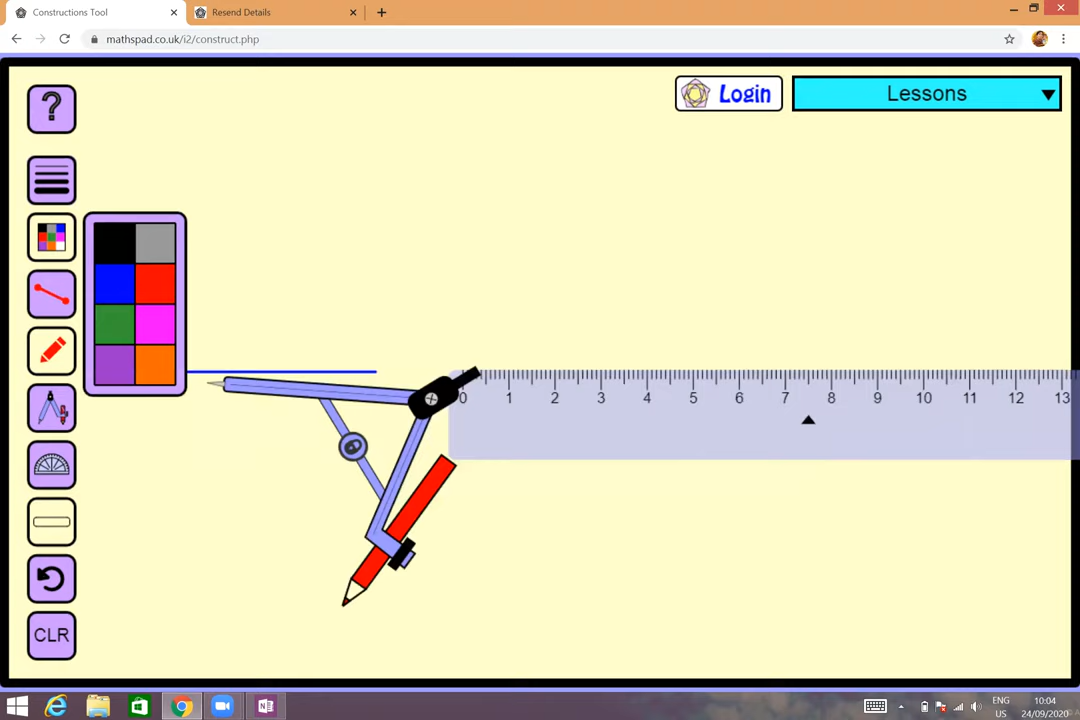 Constructions Tool
Resend Details
mathspad.co.uk/i2/construct.php
?
Login
Lessons
0 1 2 3 4 5 6 7 8 9 10 11 12 13
CLR
ENG
US
10:04
24/09/2020